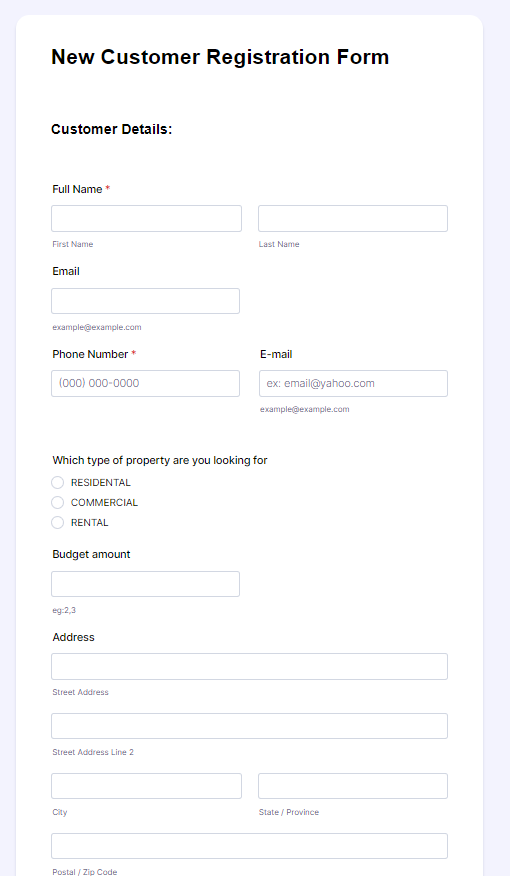 New Customer Registration Form
Customer Details:
Full Name *
First Name Last Name
Email
example@example.com
Phone Number * E-mail
(000) 000-0000 ex: email@yahoo.com
example@example.com
Which type of property are you looking for
RESIDENTAL
COMMERCIAL
RENTAL
Budget amount
eg:2,3
Address
Street Address
Street Address Line 2
City State / Province
Postal / Zip Code